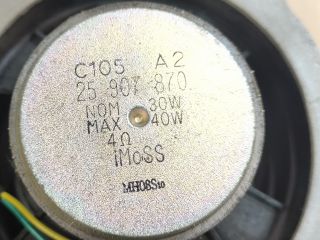 C105 A2
25 907 870
NOM 30W
MAX 40W
4Ω
iMoSS
MH08S10